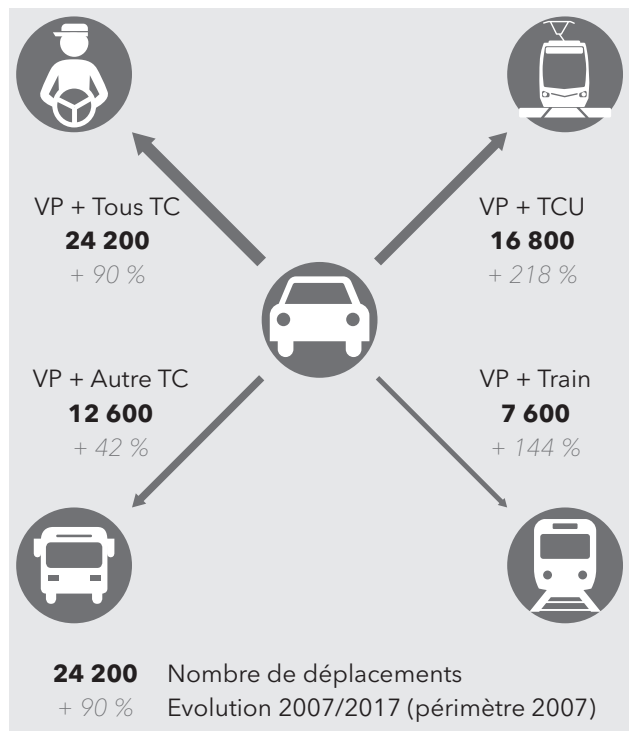 VP + Tous TC
24 200
+ 90 %
VP + TCU
16 800
+ 218 %
VP + Autre TC
12 600
+ 42 %
VP + Train
7 600
+ 144 %
24 200 Nombre de déplacements
+ 90 % Evolution 2007/2017 (périmètre 2007)